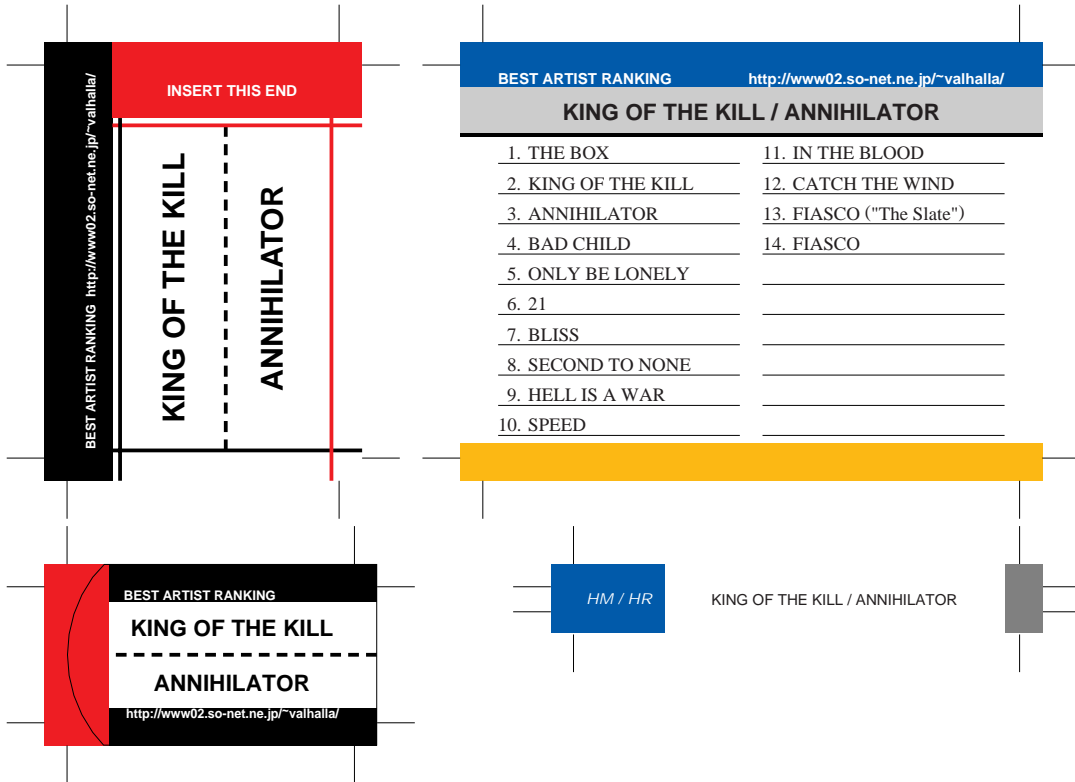 BEST ARTIST RANKING http://www02.so-net.ne.jp/~valhalla/
INSERT THIS END
KING OF THE KILL
ANNIHILATOR
BEST ARTIST RANKING http://www02.so-net.ne.jp/~valhalla/
KING OF THE KILL / ANNIHILATOR
1. THE BOX
2. KING OF THE KILL
3. ANNIHILATOR
4. BAD CHILD
5. ONLY BE LONELY
6. 21
7. BLISS
8. SECOND TO NONE
9. HELL IS A WAR
10. SPEED
11. IN THE BLOOD
12. CATCH THE WIND
13. FIASCO ("The Slate")
14. FIASCO
BEST ARTIST RANKING
KING OF THE KILL
ANNIHILATOR
http://www02.so-net.ne.jp/~valhalla/
HM / HR
KING OF THE KILL / ANNIHILATOR